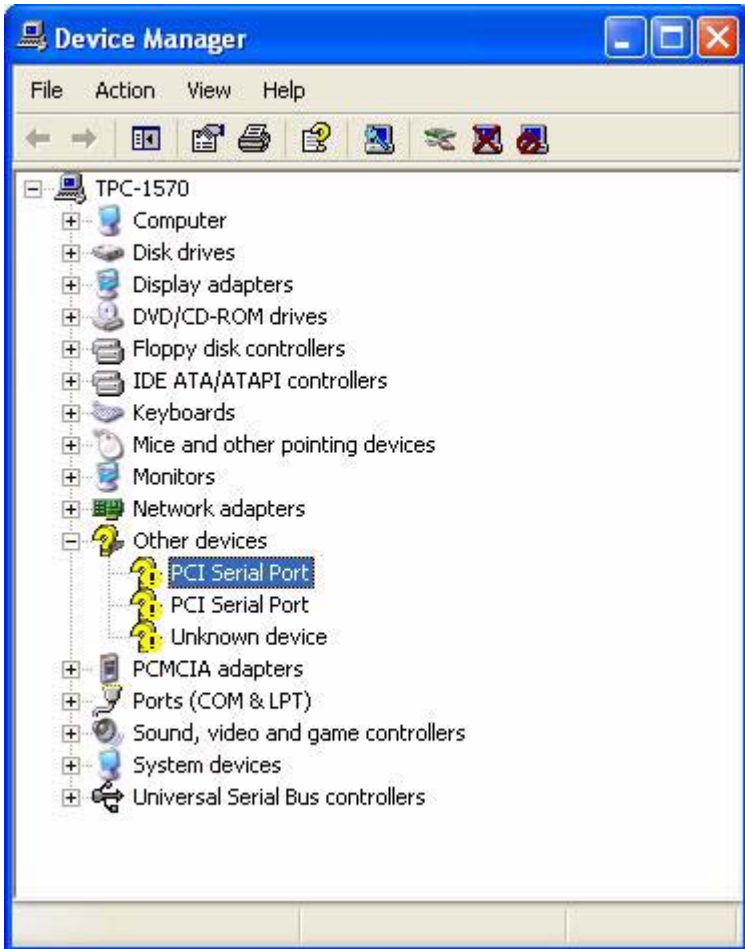 Device Manager
File Action View Help
TPC-1570
Computer
Disk drives
Display adapters
DVD/CD-ROM drives
Floppy disk controllers
IDE ATA/ATAPI controllers
Keyboards
Mice and other pointing devices
Monitors
Network adapters
Other devices
PCI Serial Port
PCI Serial Port
Unknown device
PCMCIA adapters
Ports (COM & LPT)
Sound, video and game controllers
System devices
Universal Serial Bus controllers